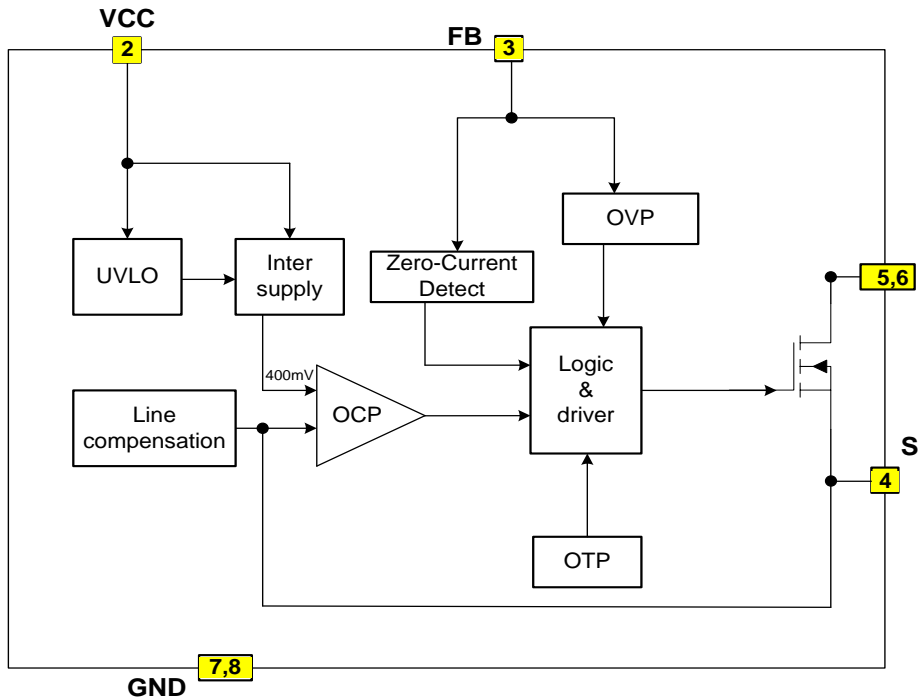 VCC
2
FB
3
OVP
UVLO
Inter
supply
Zero-Current
Detect
5,6
400mV
Logic
&
driver
Line
compensation
OCP
S
4
OTP
7,8
GND